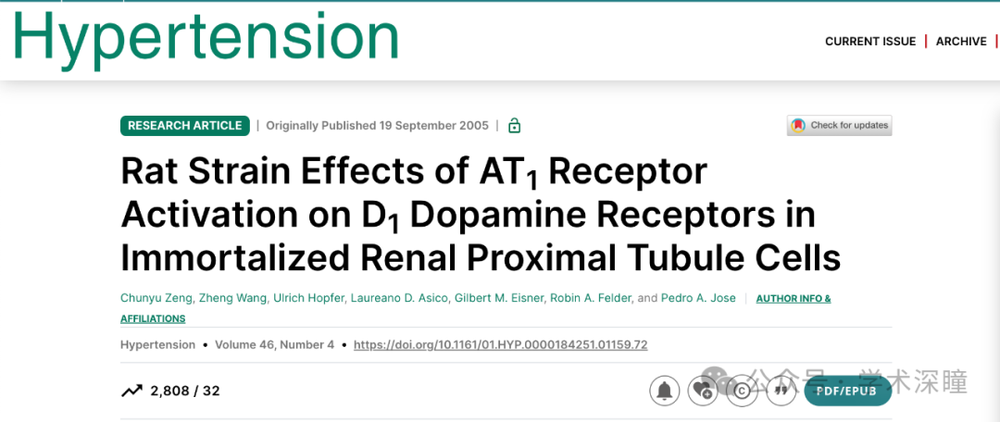 Hypertension
CURRENT ISSUE | ARCHIVE |
RESEARCH ARTICLE | Originally Published 19 September 2005 |
Check for updates
Rat Strain Effects of AT₁ Receptor
Activation on D₁ Dopamine Receptors in
Immortalized Renal Proximal Tubule Cells
Chunyu Zeng, Zheng Wang, Ulrich Hopfer, Laureano D. Asico, Gilbert M. Eisner, Robin A. Felder, and Pedro A. Jose | AUTHOR INFO &
AFFILIATIONS
Hypertension • Volume 46, Number 4 • https://doi.org/10.1161/01.HYP.0000184251.01159.72
2,808 / 32
PDF/EPUB
公众号 · 学术深瞳